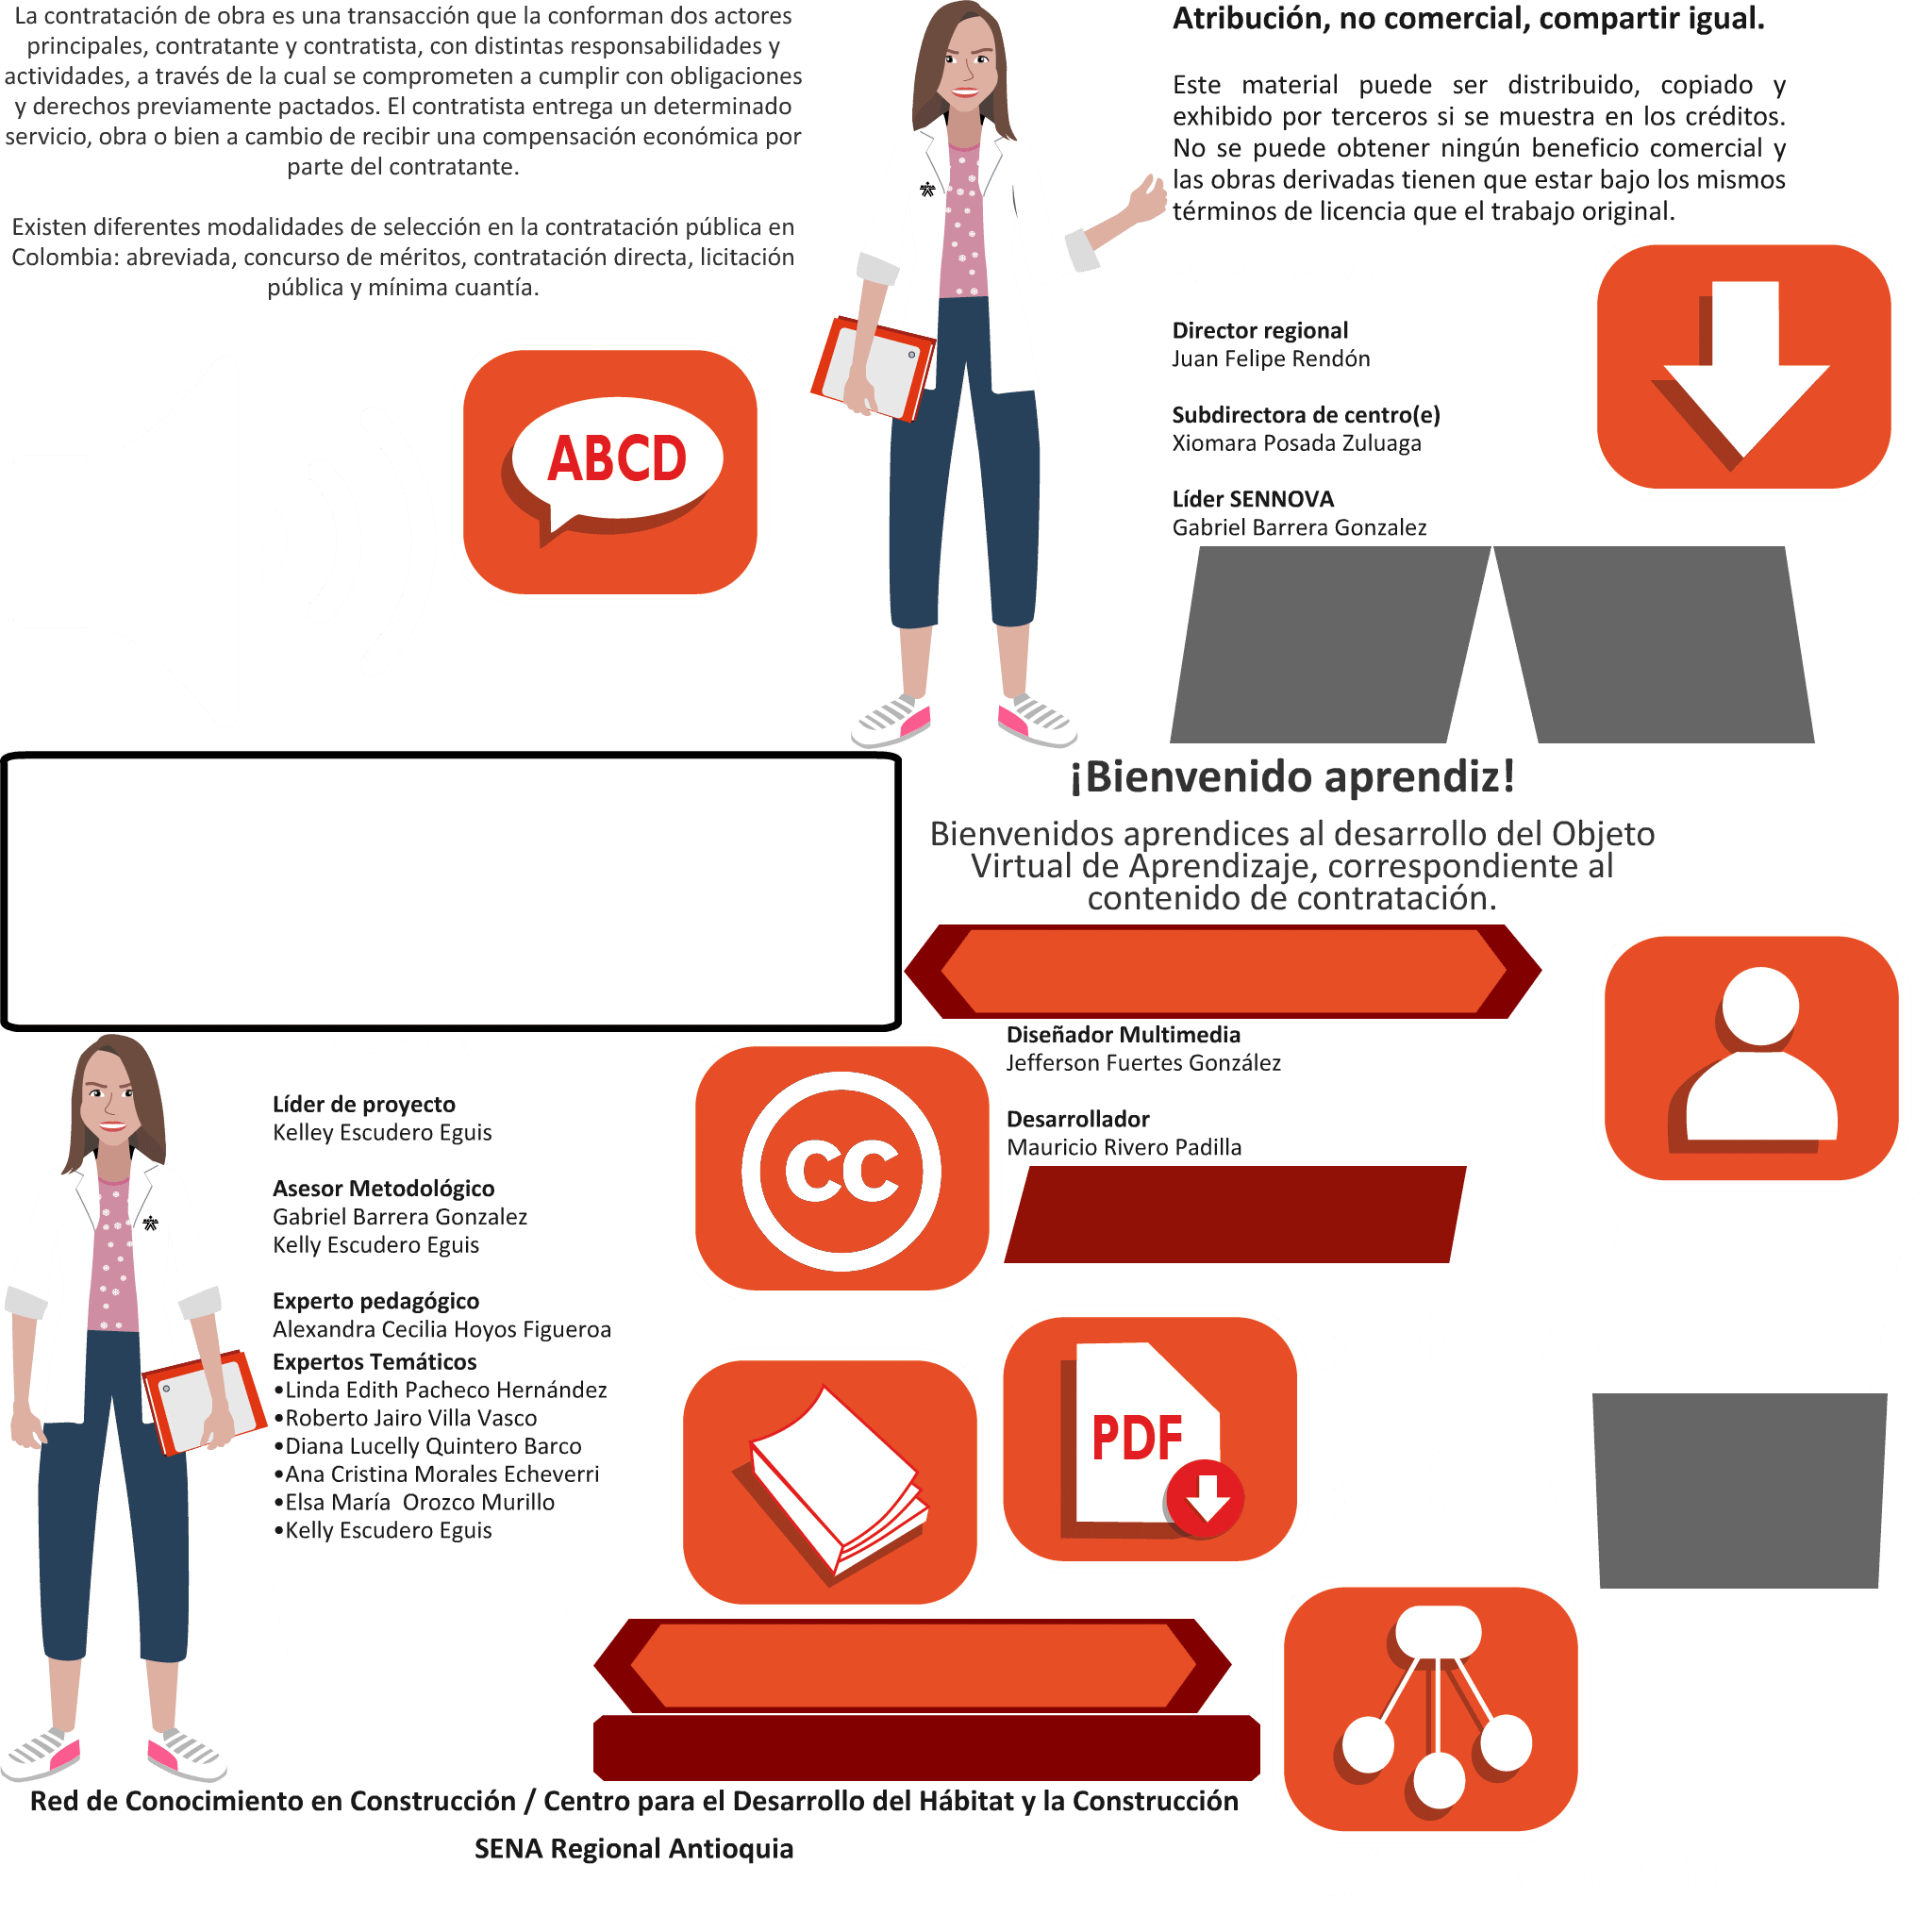 La contratación de obra es una transacción que la conforman dos actores
principales, contratante y contratista, con distintas responsabilidades y
actividades, a través de la cual se comprometen a cumplir con obligaciones
y derechos previamente pactados. El contratista entrega un determinado
servicio, obra o bien a cambio de recibir una compensación económica por
parte del contratante.
Existen diferentes modalidades de selección en la contratación pública en
Colombia: abreviada, concurso de méritos, contratación directa, licitación
pública y mínima cuantía.
ABCD
Atribución, no comercial, compartir igual.
Este material puede ser distribuido, copiado y
exhibido por terceros si se muestra en los créditos.
No se puede obtener ningún beneficio comercial y
las obras derivadas tienen que estar bajo los mismos
términos de licencia que el trabajo original.
Director regional
Juan Felipe Rendón
Subdirectora de centro(e)
Xiomara Posada Zuluaga
Líder SENNOVA
Gabriel Barrera Gonzalez
¡Bienvenido aprendiz!
Bienvenidos aprendices al desarrollo del Objeto
Virtual de Aprendizaje, correspondiente al
contenido de contratación.
Diseñador Multimedia
Jefferson Fuertes González
Desarrollador
Mauricio Rivero Padilla
Líder de proyecto
Kelley Escudero Eguis
Asesor Metodológico
Gabriel Barrera Gonzalez
Kelly Escudero Eguis
Experto pedagógico
Alexandra Cecilia Hoyos Figueroa
Expertos Temáticos
•Linda Edith Pacheco Hernández
•Roberto Jairo Villa Vasco
•Diana Lucelly Quintero Barco
•Ana Cristina Morales Echeverri
•Elsa María  Orozco Murillo
•Kelly Escudero Eguis
cc
PDF
Red de Conocimiento en Construcción / Centro para el Desarrollo del Hábitat y la Construcción
SENA Regional Antioquia